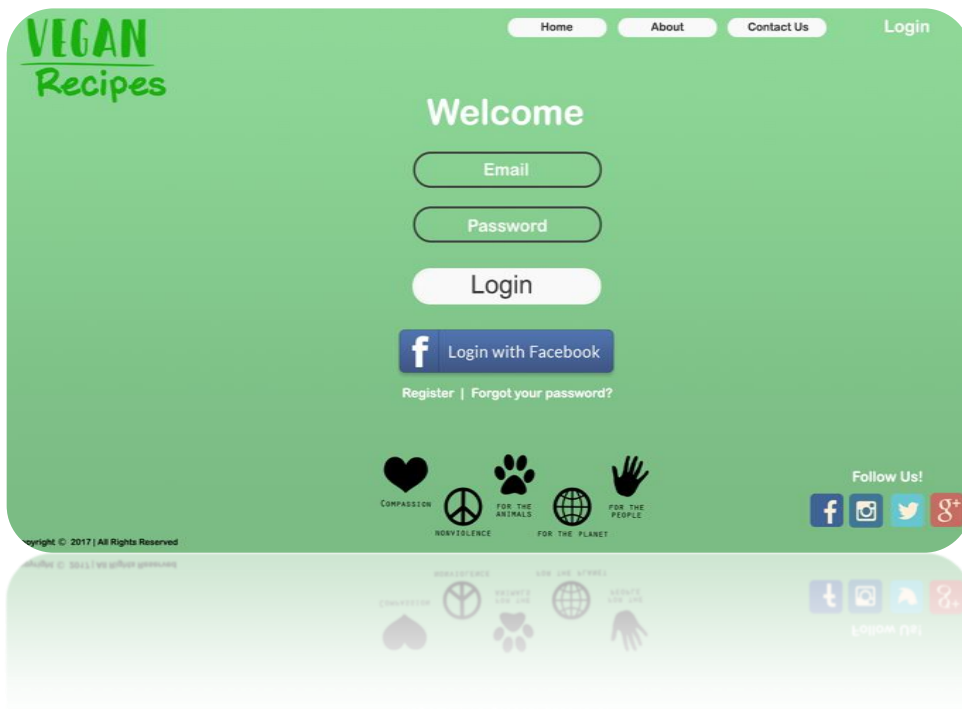 VEGAN
Recipes
Home
About
Contact Us
Login
Welcome
Email
Password
Login
f Login with Facebook
Register | Forgot your password?
COMPASSION
NONVIOLENCE
FOR THE
ANIMALS
FOR THE PLANET
FOR THE
PEOPLE
Follow Us!
f
g+
opyright © 2017 | All Rights Reserved